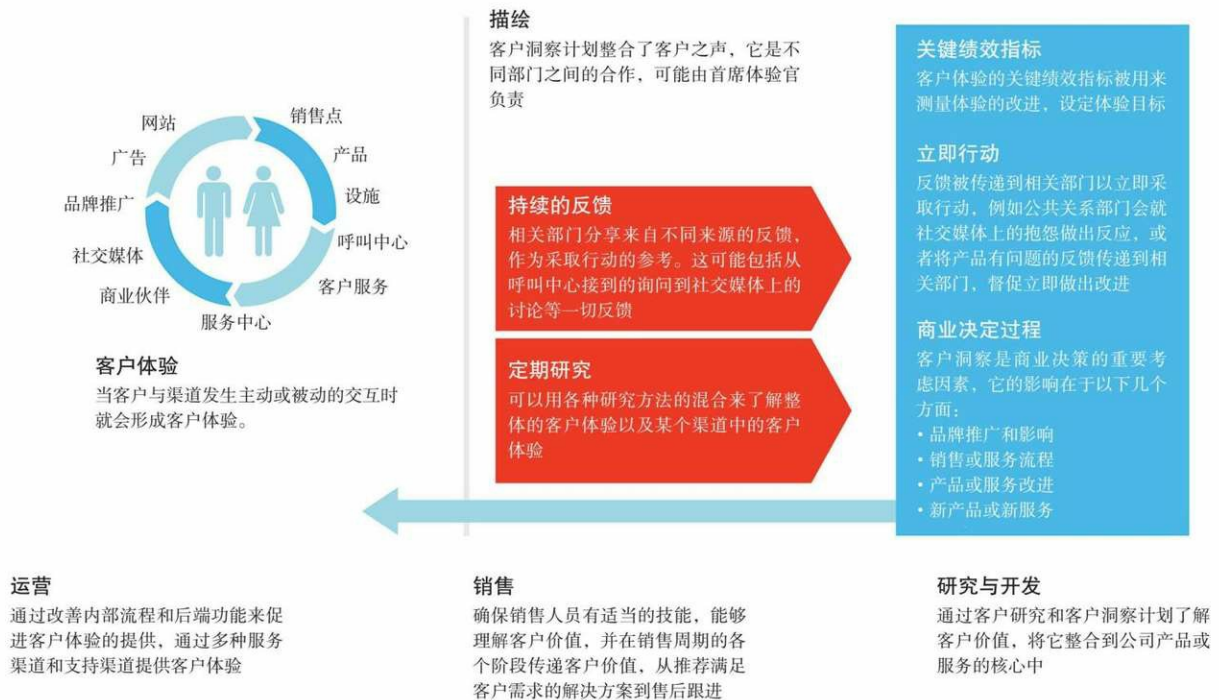 网站
销售点
广告
产品
品牌推广
设施
社交媒体
呼叫中心
商业伙伴
客户服务
服务中心
客户体验
当客户与渠道发生主动或被动的交互时
就会形成客户体验。
描绘
客户洞察计划整合了客户之声，它是不
同部门之间的合作，可能由首席体验官
负责
持续的反馈
相关部门分享来自不同来源的反馈，
作为采取行动的参考。这可能包括从
呼叫中心接到的询问到社交媒体上的
讨论等一切反馈
定期研究
可以用各种研究方法的混合来了解整
体的客户体验以及某个渠道中的客户
体验
关键绩效指标
客户体验的关键绩效指标被用来
测量体验的改进，设定体验目标
立即行动
反馈被传递到相关部门以立即采
取行动，例如公共关系部门会就
社交媒体上的抱怨做出反应，或
者将产品有问题的反馈传递到相
关部门，督促立即做出改进
商业决定过程
客户洞察是商业决策的重要考
虑因素，它的影响在于以下几个
方面：
• 品牌推广和影响
• 销售或服务流程
• 产品或服务改进
• 新产品或新服务
运营
通过改善内部流程和后端功能来促
进客户体验的提供，通过多种服务
渠道和支持渠道提供客户体验
销售
确保销售人员有适当的技能，能够
理解客户价值，并在销售周期的各
个阶段传递客户价值，从推荐满足
客户需求的解决方案到售后跟进
研究与开发
通过客户研究和客户洞察计划了解
客户价值，将它整合到公司产品或
服务的核心中